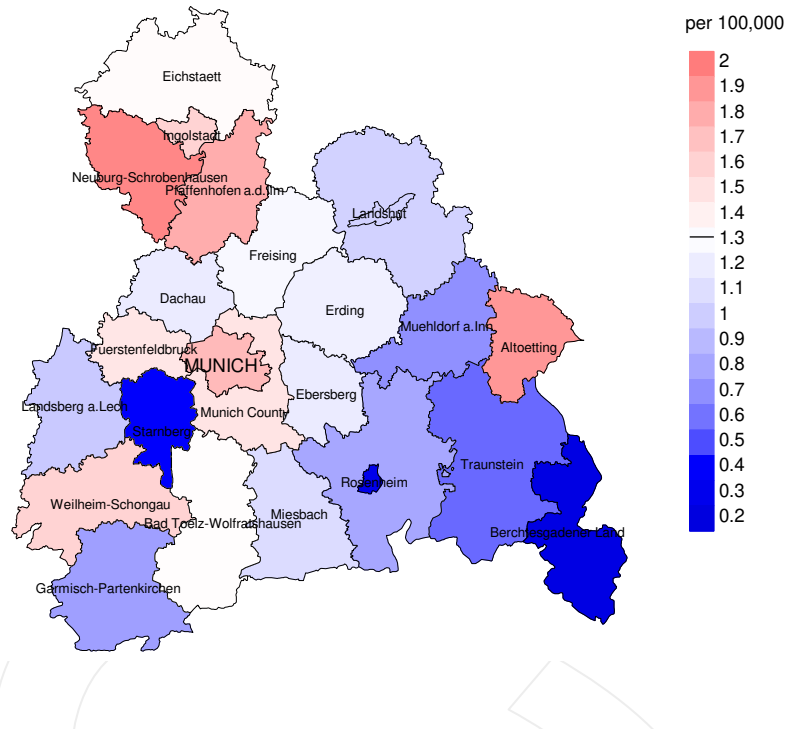 per 100,000
2
1.9
1.8
1.7
1.6
1.5
1.4
1.3
1.2
1.1
1
0.9
0.8
0.7
0.6
0.5
0.4
0.3
0.2
Eichstaett
Ingolstadt
Neuburg-Schrobenhausen
Pfaffenhofen a.d.Ilm
Landshut
Freising
Dachau
Erding
Muehldorf a.Inn
Altoetting
Fuerstenfeldbruck
MUNICH
Ebersberg
Landsberg a.Lech
Munich County
Starnberg
Traunstein
Rosenheim
Weilheim-Schongau
Miesbach
Bad Toelz-Wolfratshausen
Berchtesgadener Land
Garmisch-Partenkirchen